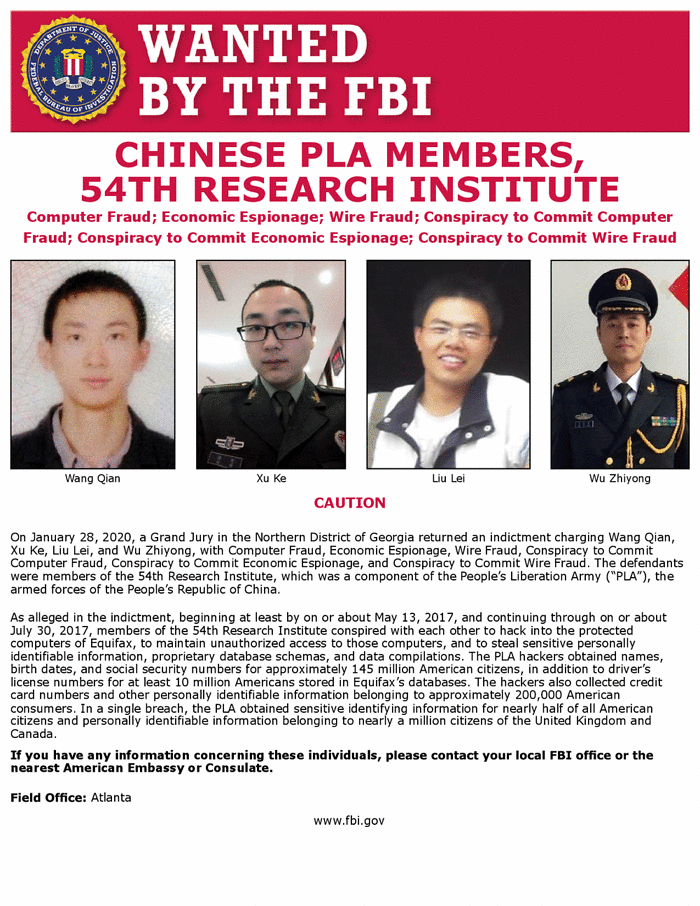 WANTED
BY THE FBI
CHINESE PLA MEMBERS,
54TH RESEARCH INSTITUTE
Computer Fraud; Economic Espionage; Wire Fraud; Conspiracy to Commit Computer
Fraud; Conspiracy to Commit Economic Espionage; Conspiracy to Commit Wire Fraud
DEPARTMENT OF JUSTICE
FEDERAL BUREAU OF INVESTIGATION
Wang Qian
Xu Ke
Liu Lei
Wu Zhiyong
CAUTION
On January 28, 2020, a Grand Jury in the Northern District of Georgia returned an indictment charging Wang Qian,
Xu Ke, Liu Lei, and Wu Zhiyong, with Computer Fraud, Economic Espionage, Wire Fraud, Conspiracy to Commit
Computer Fraud, Conspiracy to Commit Economic Espionage, and Conspiracy to Commit Wire Fraud. The defendants
were members of the 54th Research Institute, which was a component of the People’s Liberation Army (“PLA”), the
armed forces of the People’s Republic of China.
As alleged in the indictment, beginning at least by on or about May 13, 2017, and continuing through on or about
July 30, 2017, members of the 54th Research Institute conspired with each other to hack into the protected
computers of Equifax, to maintain unauthorized access to those computers, and to steal sensitive personally
identifiable information, proprietary database schemas, and data compilations. The PLA hackers obtained names,
birth dates, and social security numbers for approximately 145 million American citizens, in addition to driver’s
license numbers for at least 10 million Americans stored in Equifax’s databases. The hackers also collected credit
card numbers and other personally identifiable information belonging to approximately 200,000 American
consumers. In a single breach, the PLA obtained sensitive identifying information for nearly half of all American
citizens and personally identifiable information belonging to nearly a million citizens of the United Kingdom and
Canada.
If you have any information concerning these individuals, please contact your local FBI office or the
nearest American Embassy or Consulate.
Field Office: Atlanta
www.fbi.gov